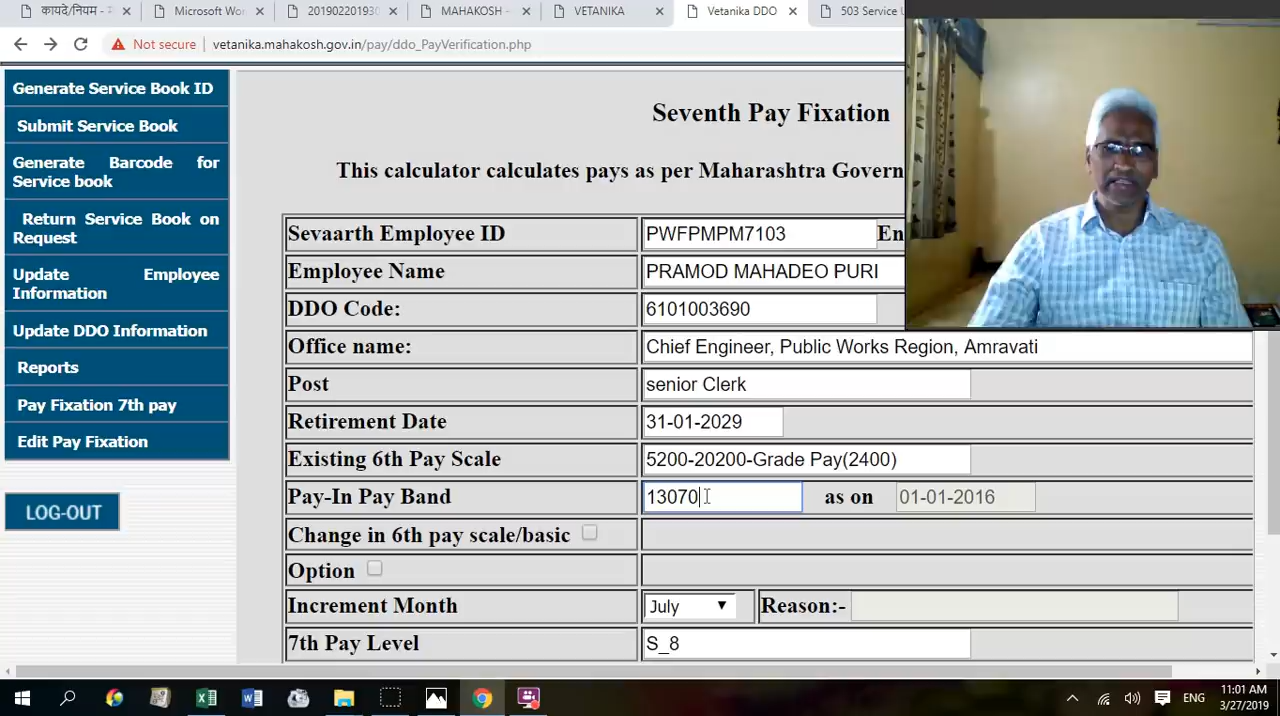 कायदे/नियम -
Microsoft Wo
201902201930
MAHAKOSH -
VETANIKA
Vetanika DDO
503 Service U
Not secure
vetanika.mahakosh.gov.in/pay/ddo_PayVerification.php
Generate Service Book ID
Submit Service Book
Generate Barcode for
Service book
Return Service Book on
Request
Update Employee
Information
Update DDO Information
Reports
Pay Fixation 7th pay
Edit Pay Fixation
LOG-OUT
Seventh Pay Fixation
This calculator calculates pays as per Maharashtra Govern
Sevaarth Employee ID PWFPMPM7103 En
Employee Name PRAMOD MAHADEO PURI
DDO Code: 6101003690
Office name: Chief Engineer, Public Works Region, Amravati
Post senior Clerk
Retirement Date 31-01-2029
Existing 6th Pay Scale 5200-20200-Grade Pay(2400)
Pay-In Pay Band 13070 as on 01-01-2016
Change in 6th pay scale/basic
Option
Increment Month July Reason:-
7th Pay Level S_8
ENG
11:01 AM
3/27/2019